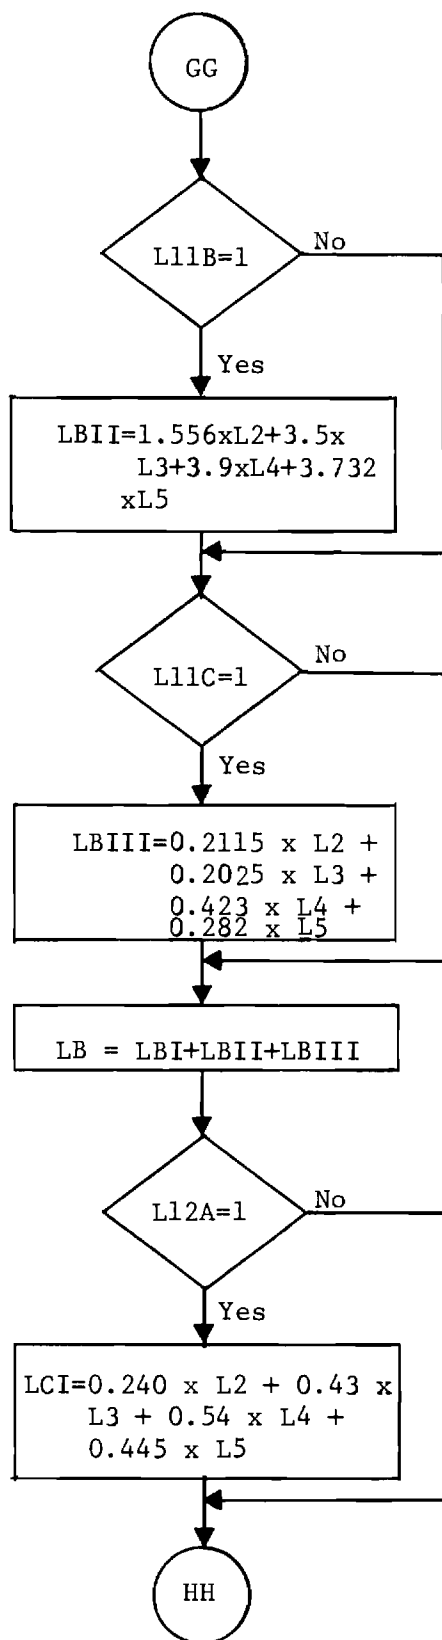 GG
L11B=1
No
Yes
LBII=1.556xL2+3.5x
L3+3.9xL4+3.732
xL5
L11C=1
No
Yes
LBIII=0.2115 x L2 +
0.2025 x L3 +
0.423 x L4 +
0.282 x L5
LB = LBI+LBII+LBIII
L12A=1
No
Yes
LCI=0.240 x L2 + 0.43 x
L3 + 0.54 x L4 +
0.445 x L5
HH